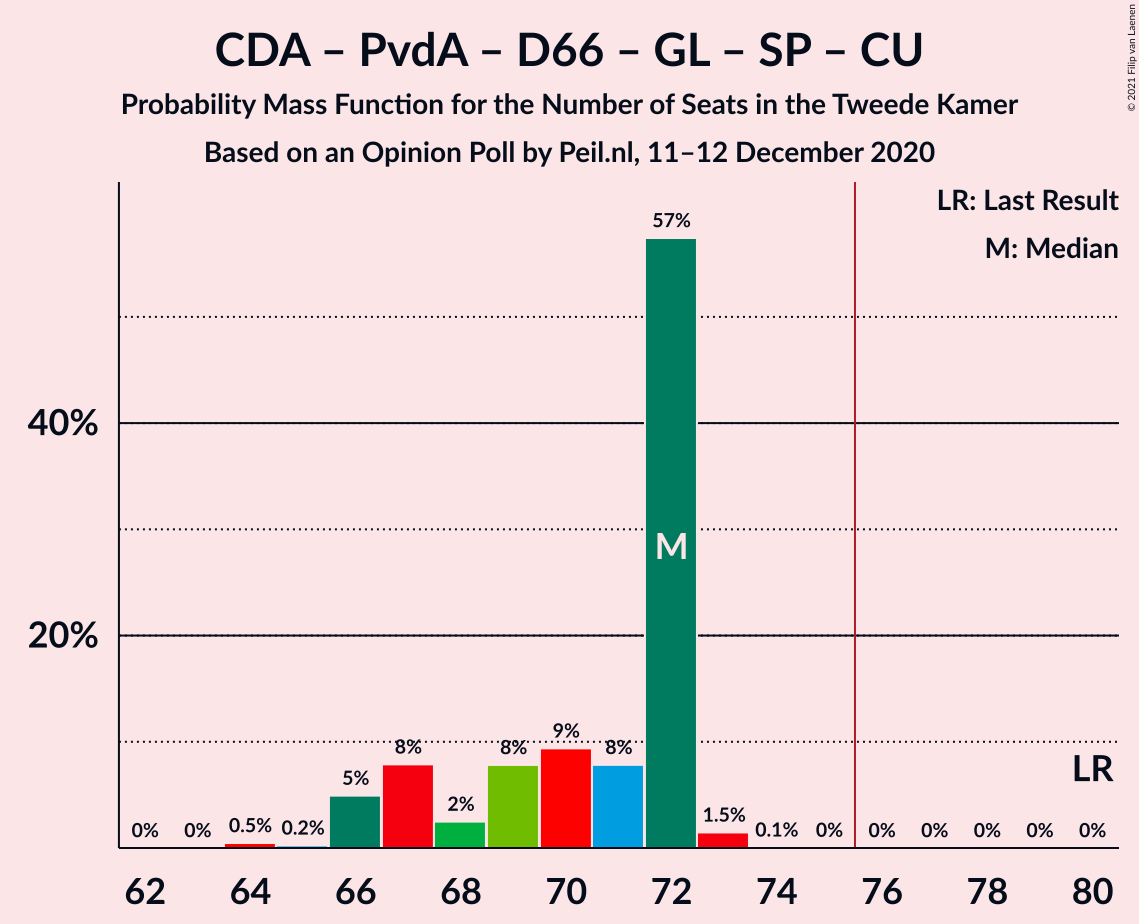 CDA – PvdA – D66 – GL – SP – CU
Probability Mass Function for the Number of Seats in the Tweede Kamer
Based on an Opinion Poll by Peil.nl, 11–12 December 2020
© 2021 Filip van Laenen
LR: Last Result
M: Median
57%
40%
M
20%
9%
8% 8% 8%
5%
2%
1.5%
0% 0% 0.5% 0.2% 0.1% 0% 0% 0% 0% 0% 0%
LR
62 64 66 68 70 72 74 76 78 80